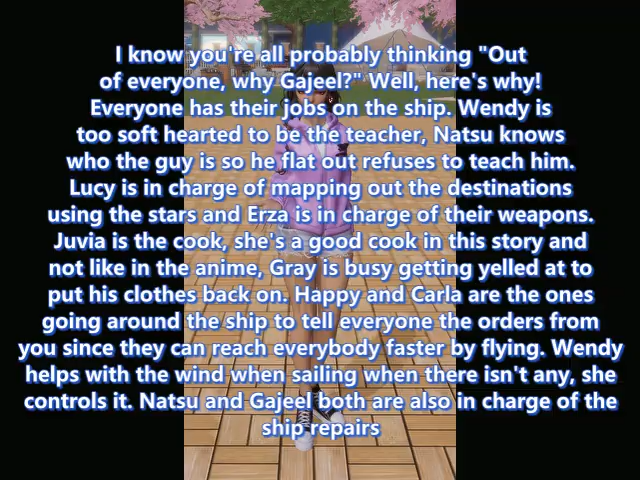 I know you're all probably thinking "Out
of everyone, why Gajeel?" Well, here's why!
Everyone has their jobs on the ship. Wendy is
too soft hearted to be the teacher, Natsu knows
who the guy is so he flat out refuses to teach him.
Lucy is in charge of mapping out the destinations
using the stars and Erza is in charge of their weapons.
Juvia is the cook, she's a good cook in this story and
not like in the anime, Gray is busy getting yelled at to
put his clothes back on. Happy and Carla are the ones
going around the ship to tell everyone the orders from
you since they can reach everybody faster by flying. Wendy
helps with the wind when sailing when there isn't any, she
controls it. Natsu and Gajeel both are also in charge of the
ship repairs